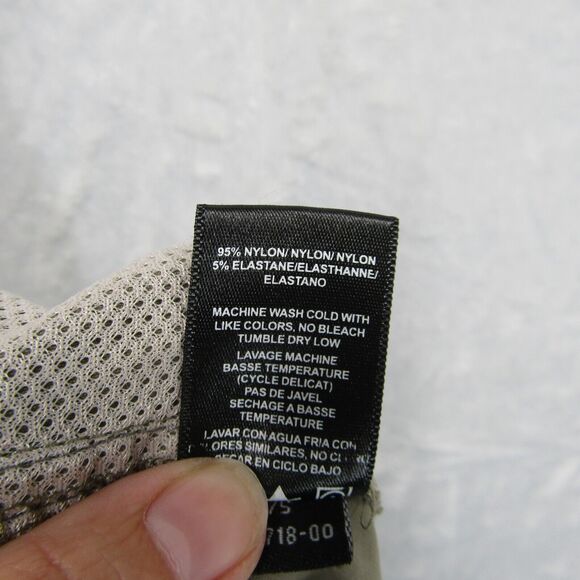 95% NYLON/ NYLON/ NYLON
5% ELASTANE/ELASTHANNE/
ELASTANO
MACHINE WASH COLD WITH
LIKE COLORS, NO BLEACH
TUMBLE DRY LOW
LAVAGE MACHINE
BASSE TEMPERATURE
(CYCLE DELICAT)
PAS DE JAVEL
SECHAGE A BASSE
TEMPERATURE
LAVAR CON AGUA FRIA CON
SIMILARES, NO
EN CICLO BAJO
718-00